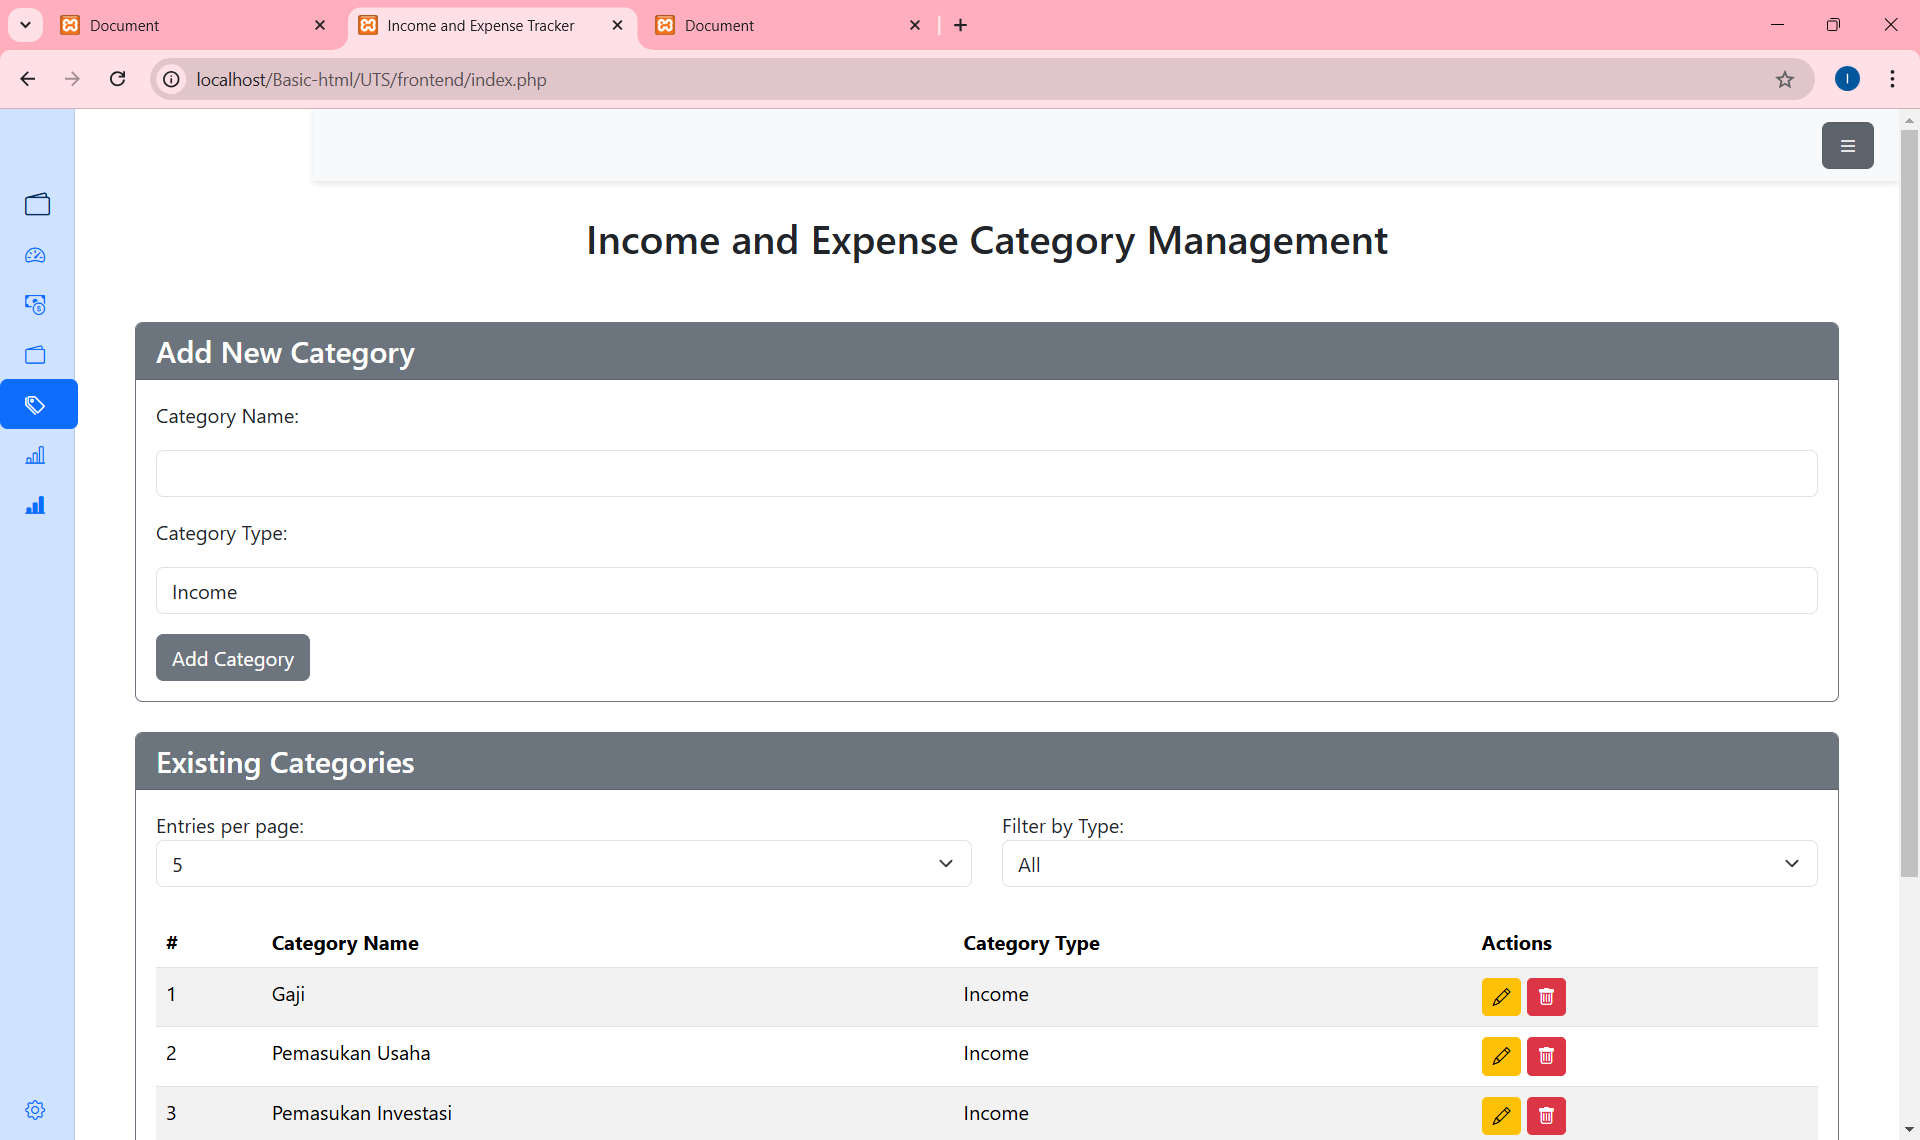 Document
Income and Expense Tracker
Document
localhost/Basic-html/UTS/frontend/index.php
I
Income and Expense Category Management
Add New Category
Category Name:
Category Type:
Income
Add Category
Existing Categories
Entries per page:
Filter by Type:
5
All
# Category Name Category Type Actions
1 Gaji Income
2 Pemasukan Usaha Income
3 Pemasukan Investasi Income